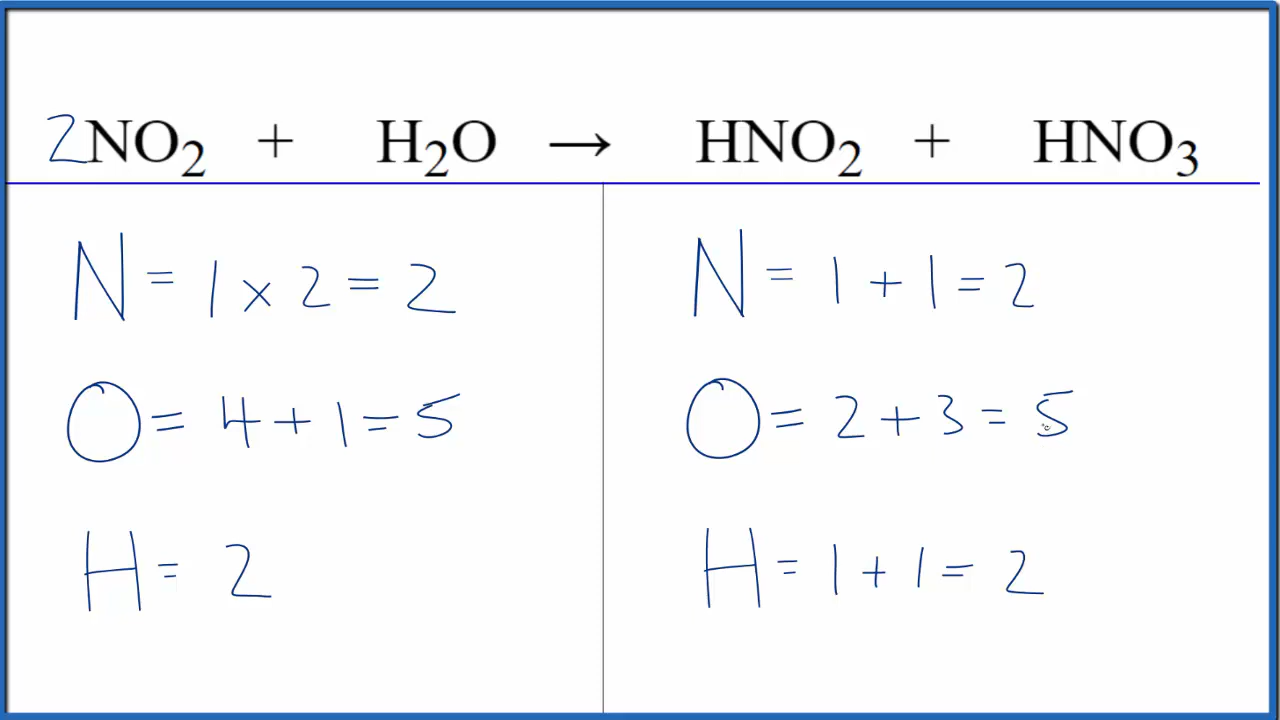 2NO₂ + H₂O → HNO₂ + HNO₃
N = 1 x 2 = 2
O = 4 + 1 = 5
H = 2
N = 1 + 1 = 2
O = 2 + 3 = 5
H = 1 + 1 = 2